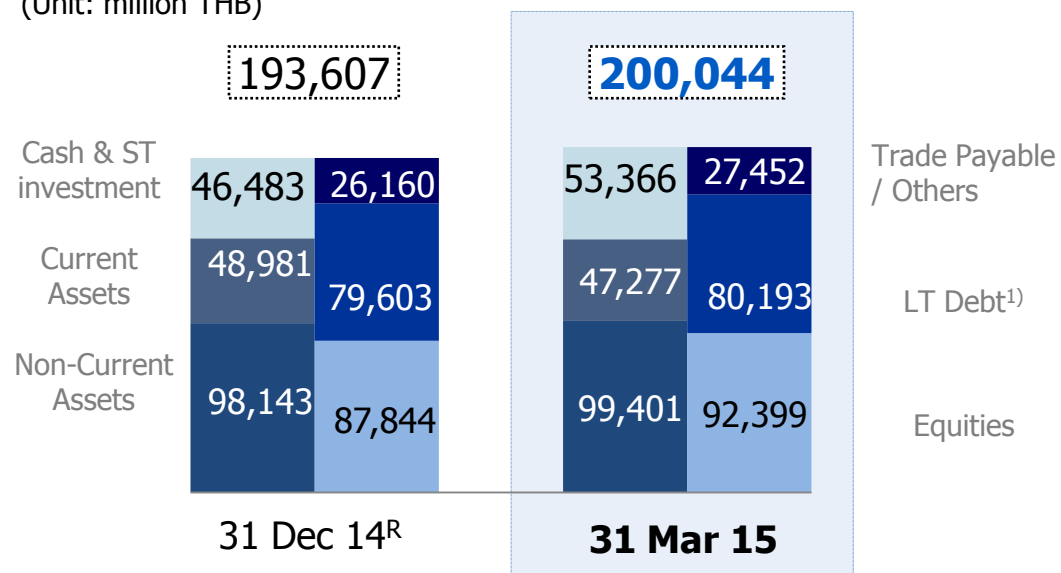 (Unit: million THB)
193,607
200,044
Cash & ST
investment
46,483
26,160
53,366
27,452
Trade Payable
/ Others
Current
Assets
48,981
79,603
47,277
80,193
LT Debt1)
Non-Current
Assets
98,143
87,844
99,401
92,399
Equities
31 Dec 14R
31 Mar 15